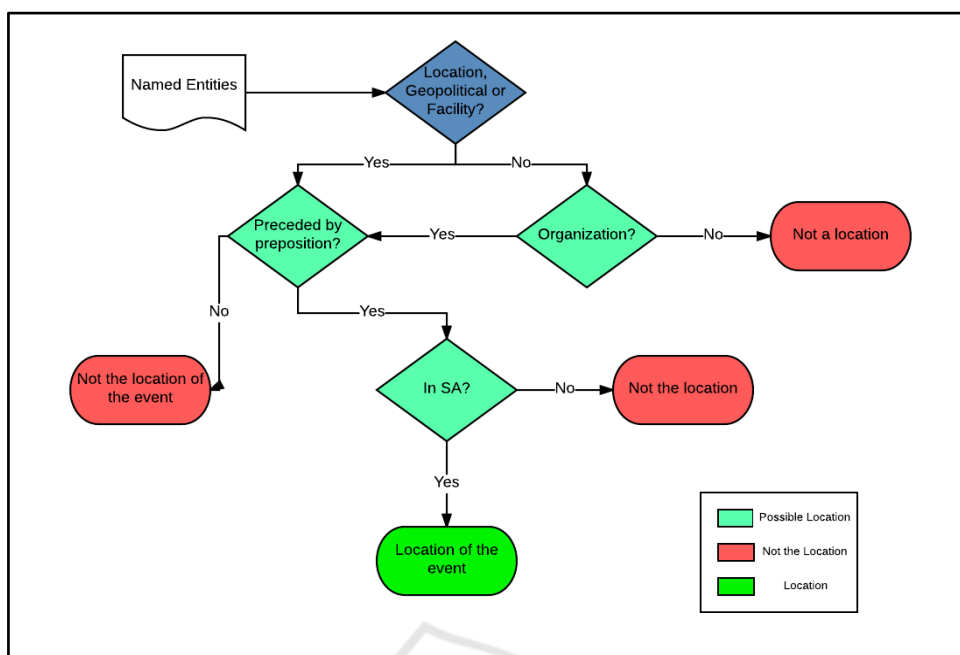 Named Entities
Location,
Geopolitical or
Facility?
Yes
No
Preceded by
preposition?
Yes
Organization?
No
Not a location
No
Yes
Not the location of
the event
In SA?
No
Not the location
Yes
Location of the
event
Possible Location
Not the Location
Location